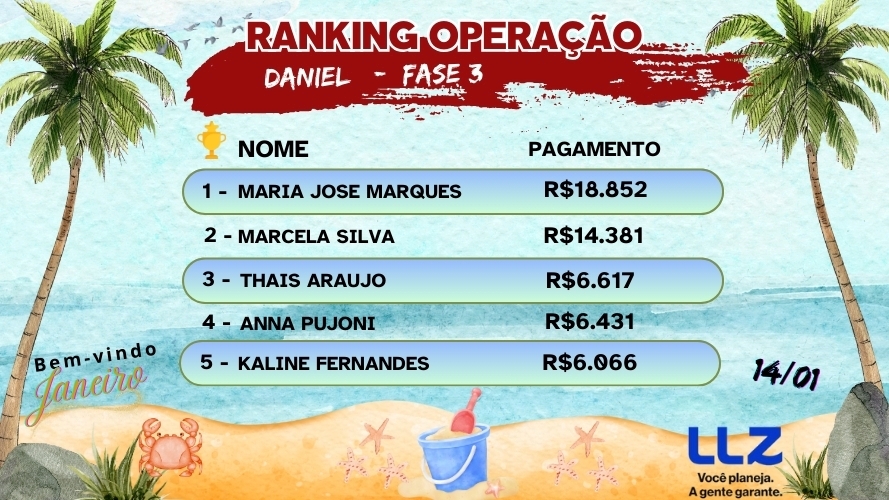 RANKING OPERAÇÃO
DANIEL - FASE 3
NOME PAGAMENTO
1 - MARIA JOSE MARQUES R$18.852
2 - MARCELA SILVA R$14.381
3 - THAIS ARAUJO R$6.617
4 - ANNA PUJONI R$6.431
5 - KALINE FERNANDES R$6.066
Bem-vindo
Janeiro
14/01
LLZ
Você planeja.
A gente garante.